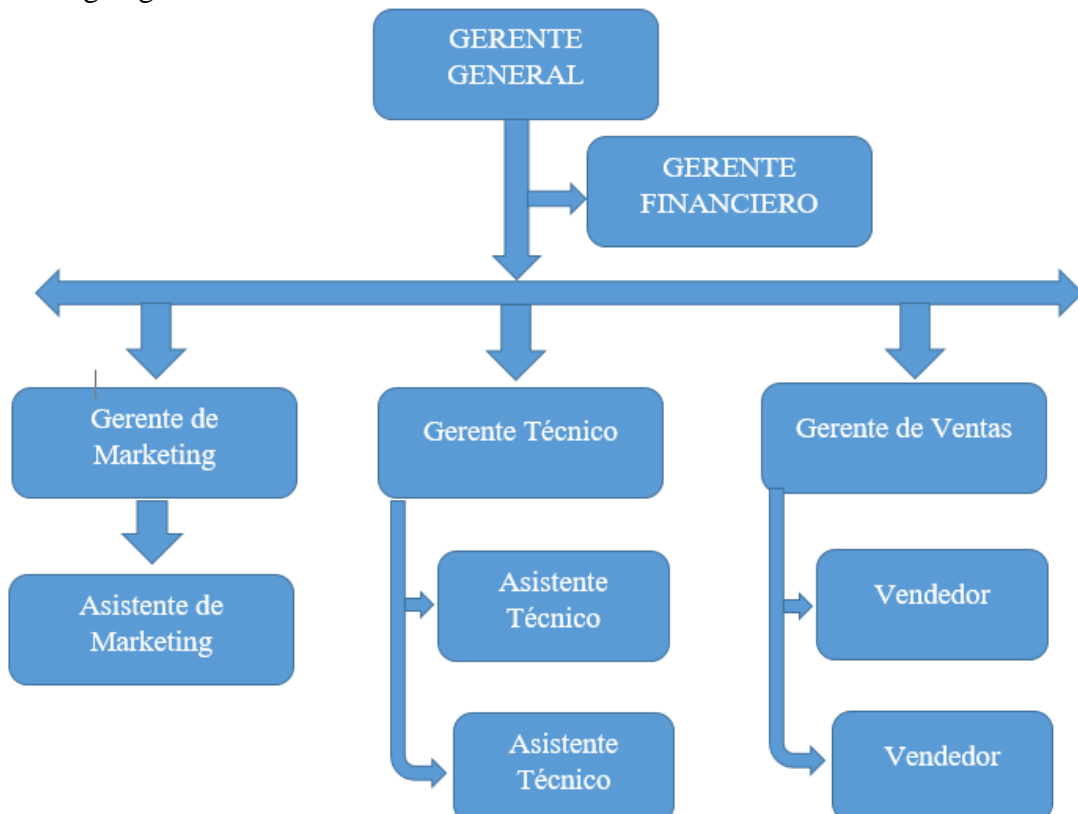 GERENTE
GENERAL
GERENTE
FINANCIERO
Gerente de
Marketing
Gerente Técnico
Gerente de Ventas
Asistente de
Marketing
Asistente
Técnico
Vendedor
Asistente
Técnico
Vendedor